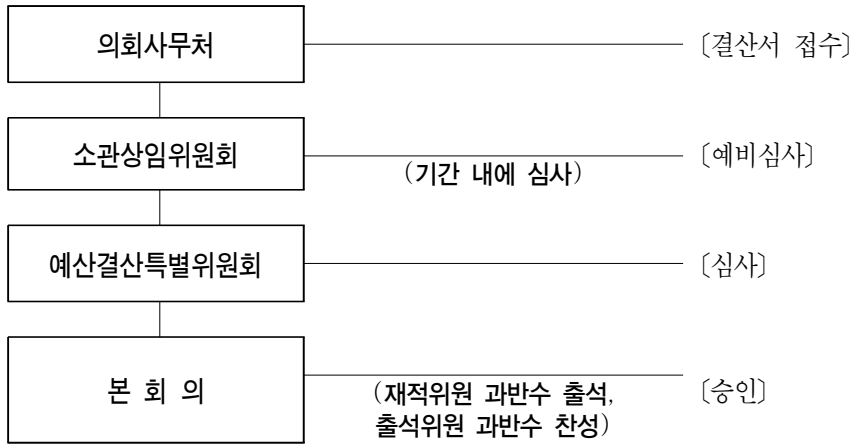 의회사무처 〔결산서 접수〕
소관상임위원회 〔예비심사〕
(기간 내에 심사)
예산결산특별위원회 〔심사〕
본 회 의 〔승인〕
(재적위원 과반수 출석,
출석위원 과반수 찬성)